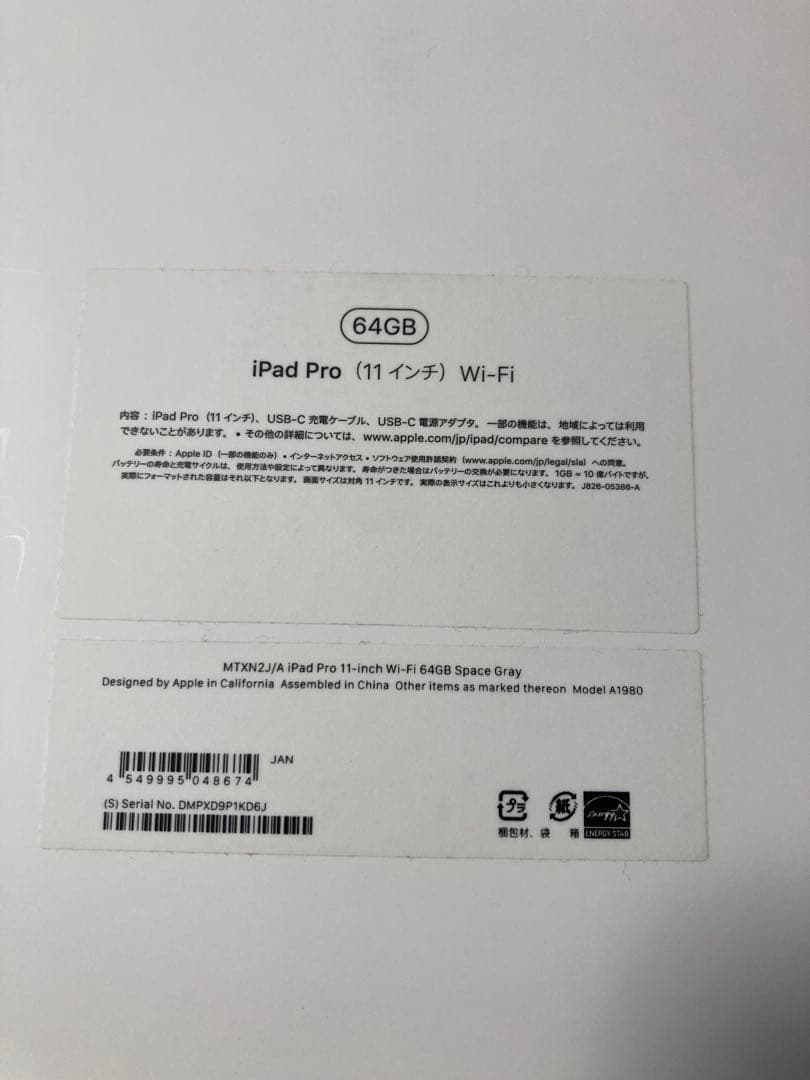 64GB
iPad Pro（11 インチ）Wi-Fi
内容：iPad Pro（11 インチ）、USB-C 充電ケーブル、USB-C 電源アダプタ。一部の機能は、地域によっては利用
できないことがあります。• その他の詳細については、www.apple.com/jp/ipad/compare を参照してください。
必要条件：Apple ID（一部の機能のみ）• インターネットアクセス • ソフトウェア使用許諾契約（www.apple.com/jp/legal/sla）への同意。
バッテリーの寿命と充電サイクルは、使用方法や設定によって異なります。寿命がつきた場合はバッテリーの交換が必要になります。1GB = 10 億バイトですが、
実際にフォーマットされた容量はそれ以下となります。画面サイズは対角 11 インチです。実際の表示サイズはこれよりも小さくなります。J826-05386-A
MTXN2J/A iPad Pro 11-inch Wi-Fi 64GB Space Gray
Designed by Apple in California Assembled in China Other items as marked thereon Model A1980
JAN
4 549995 048674
(S) Serial No. DMPXD9P1KD6J
プラ 紙 energy
梱包材、袋 箱 ENERGY STAR